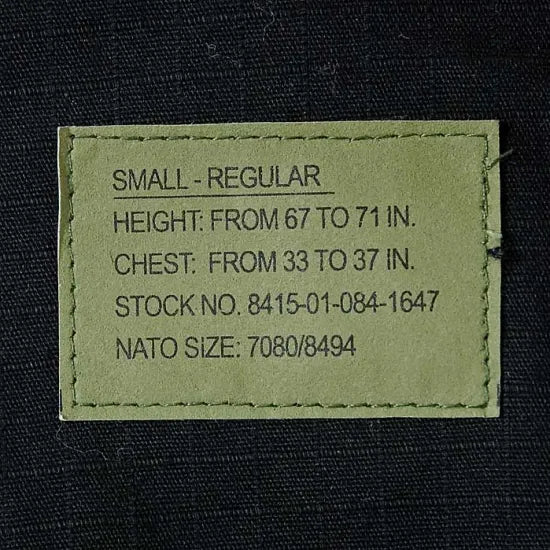 SMALL - REGULAR
HEIGHT: FROM 67 TO 71 IN.
CHEST: FROM 33 TO 37 IN.
STOCK NO. 8415-01-084-1647
NATO SIZE: 7080/8494